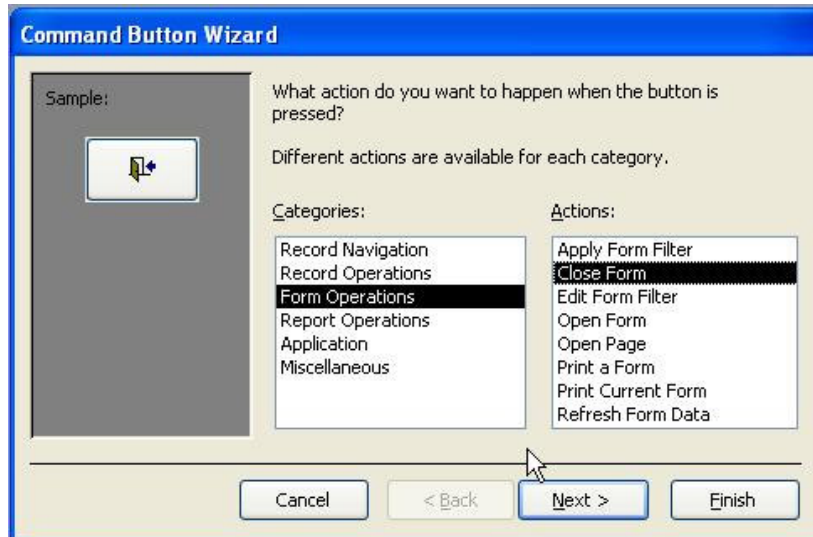 Command Button Wizard
Sample:
What action do you want to happen when the button is
pressed?
Different actions are available for each category.
Categories:
Record Navigation
Record Operations
Form Operations
Report Operations
Application
Miscellaneous
Actions:
Apply Form Filter
Close Form
Edit Form Filter
Open Form
Open Page
Print a Form
Print Current Form
Refresh Form Data
Cancel
< Back
Next >
Finish